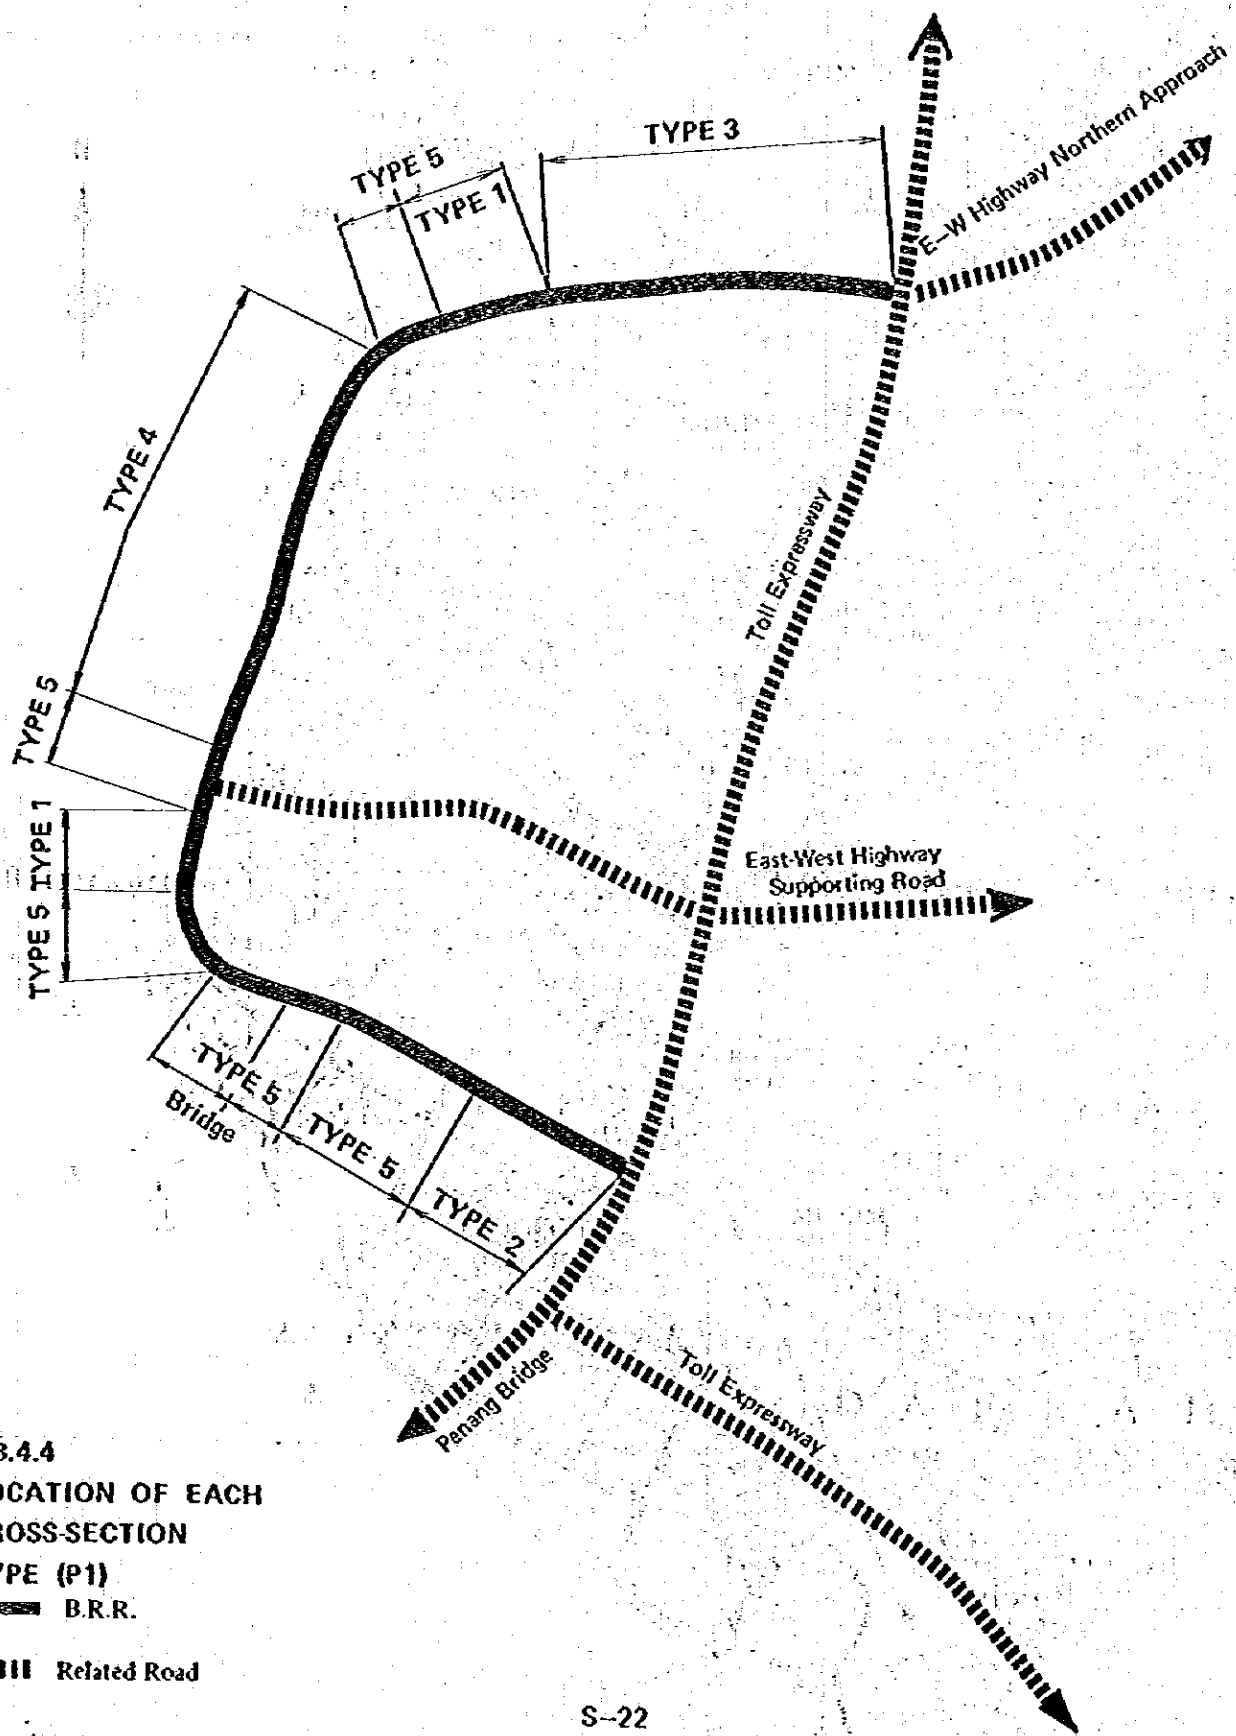 TYPE 3
E-W Highway Northern Approach
TYPE 5
TYPE 1
TYPE 4
Toll Expressway
TYPE 5
TYPE 1
TYPE 5
East-West Highway
Supporting Road
TYPE 5
Bridge
TYPE 5
TYPE 2
Penang Bridge
Toll Expressway
3.4.4
OCATION OF EACH
ROSS-SECTION
YPE (P1)
B.R.R.
Related Road
S-22